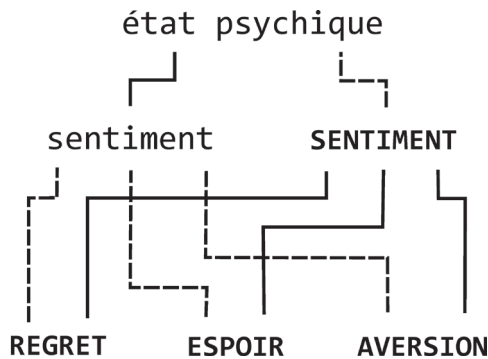 état psychique
sentiment SENTIMENT
REGRET ESPOIR AVERSION